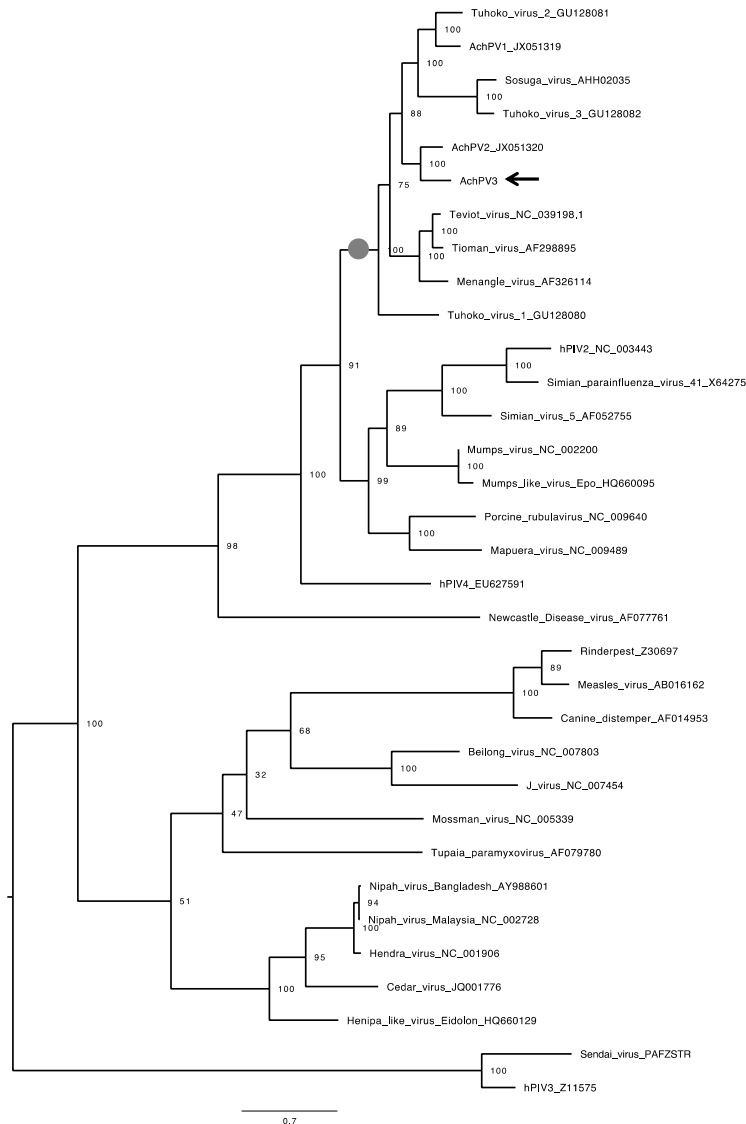 Tuhoko_virus_2_GU128081
100
AchPV1_JX051319
100
Sosuga_virus_AHH02035
100
Tuhoko_virus_3_GU128082
88
AchPV2_JX051320
100
AchPV3
75
Teviot_virus_NC_039198,1
100
Tioman_virus_AF298895
100
100
Menangle_virus_AF326114
Tuhoko_virus_1_GU128080
hPIV2_NC_003443
91
100
Simian_parainfluenza_virus_41_X64275
100
Simian_virus_5_AF052755
89
Mumps_virus_NC_002200
100
100
99
Mumps_like_virus_Epo_HQ660095
Porcine_rubulavirus_NC_009640
100
98
Mapuera_virus_NC_009489
hPIV4_EU627591
Newcastle_Disease_virus_AF077761
Rinderpest_Z30697
89
Measles_virus_AB016162
100
Canine_distemper_AF014953
100
68
Beilong_virus_NC_007803
100
32
J_virus_NC_007454
47
Mossman_virus_NC_005339
Tupaia_paramyxovirus_AF079780
Nipah_virus_Bangladesh_AY988601
51
94
Nipah_virus_Malaysia_NC_002728
100
Hendra_virus_NC_001906
95
Cedar_virus_JQ001776
100
Henipa_like_virus_Eidolon_HQ660129
Sendai_virus_PAFZSTR
100
hPIV3_Z11575
0.7